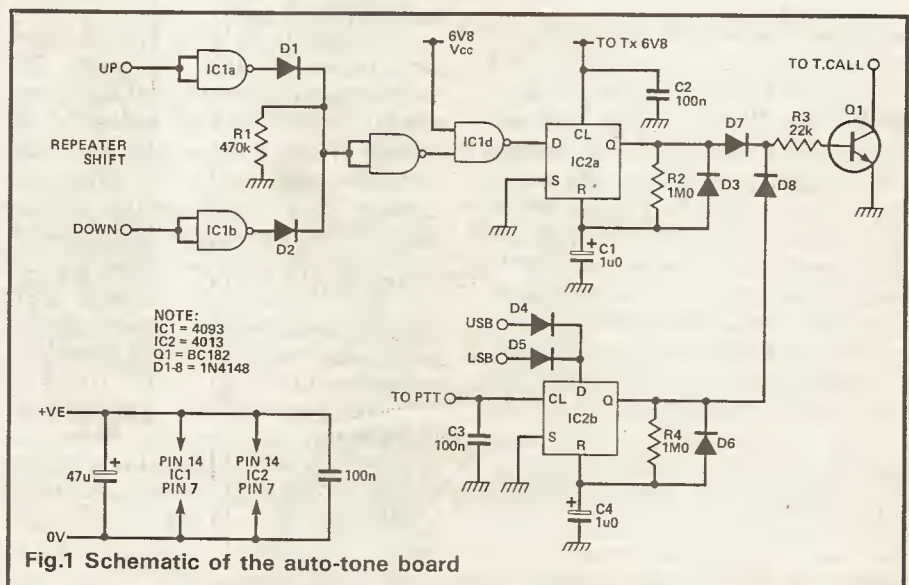 UP
IC1a
D1
6V8
Vcc
TO Tx 6V8
TO T.CALL
REPEATER
SHIFT
R1
470k
IC1d
C2
100n
CL
D
Q
IC2a
S
R
R2
1M0
D3
D7
D8
R3
22k
Q1
DOWN
IC1b
D2
+
C1
1u0
NOTE:
IC1 = 4093
IC2 = 4013
Q1 = BC182
D1-8 = 1N4148
USB
D4
LSB
D5
TO PTT
C3
100n
D
CL
Q
IC2b
S
R
R4
1M0
D6
+
C4
1u0
+VE
47u
+
PIN 14
IC1
PIN 7
PIN 14
IC2
PIN 7
100n
0V
Fig.1 Schematic of the auto-tone board